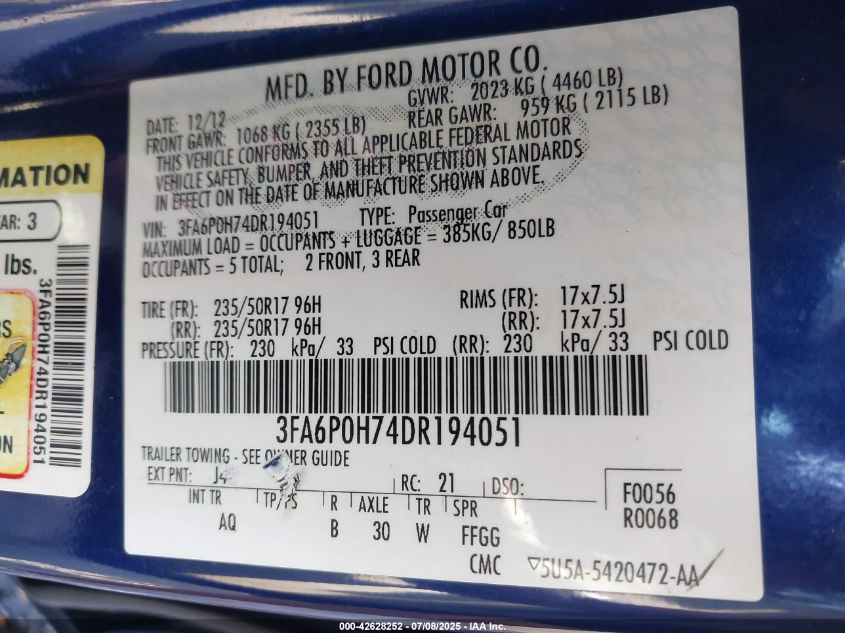 MFD. BY FORD MOTOR CO.
DATE: 12/12 GVWR: 2023 KG ( 4460 LB)
FRONT GAWR: 1068 KG ( 2355 LB) REAR GAWR: 959 KG ( 2115 LB)
THIS VEHICLE CONFORMS TO ALL APPLICABLE FEDERAL MOTOR
VEHICLE SAFETY, BUMPER, AND THEFT PREVENTION STANDARDS
IN EFFECT ON THE DATE OF MANUFACTURE SHOWN ABOVE.
VIN: 3FA6P0H74DR194051 TYPE: Passenger Car
MAXIMUM LOAD = OCCUPANTS + LUGGAGE = 385KG/ 850LB
OCCUPANTS = 5 TOTAL; 2 FRONT, 3 REAR
TIRE (FR): 235/50R17 96H RIMS (FR): 17x7.5J
(RR): 235/50R17 96H (RR): 17x7.5J
PRESSURE (FR): 230 kPa/ 33 PSI COLD (RR): 230 kPa/ 33 PSI COLD
3FA6P0H74DR194051
TRAILER TOWING - SEE OWNER GUIDE
EXT PNT: J4 RC: 21 DSO:
INT TR TP/PS R AXLE TR SPR
AQ B 30 W FFGG
F0056
R0068
CMC ▽5U5A-5420472-AA
MATION
AR: 3
lbs.
RS
L
ON
3FA6P0H74DR194051
000-42628252 - 07/08/2025 - IAA Inc.